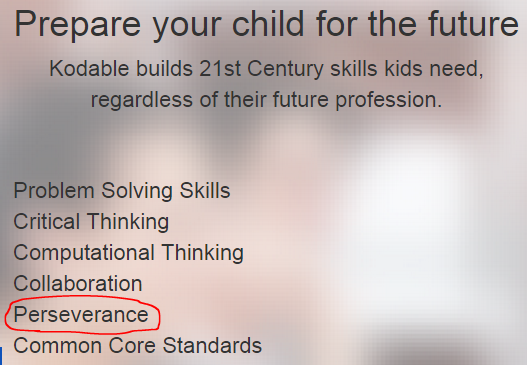 Prepare your child for the future
Kodable builds 21st Century skills kids need,
regardless of their future profession.
Problem Solving Skills
Critical Thinking
Computational Thinking
Collaboration
Perseverance
Common Core Standards